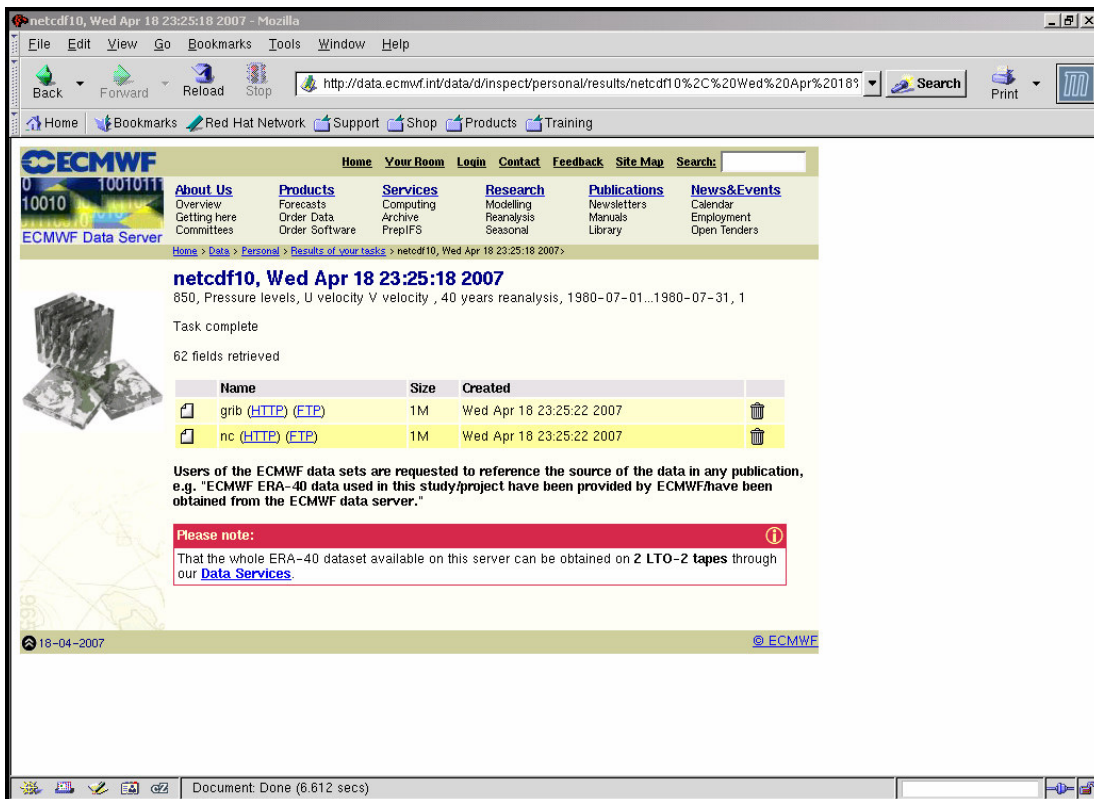 netcdf10, Wed Apr 18 23:25:18 2007 - Mozilla
File Edit View Go Bookmarks Tools Window Help
Back Forward Reload Stop http://data.ecmwf.int/data/d/inspect/personal/results/netcdf10%2C%20Wed%20Apr%2018% Search Print
Home Bookmarks Red Hat Network Support Shop Products Training
ECMWF Home Your Room Login Contact Feedback Site Map Search:
About Us Products Services Research Publications News&Events
Overview Forecasts Computing Modelling Newsletters Calendar
Getting here Order Data Archive Reanalysis Manuals Employment
Committees Order Software PrepIFS Seasonal Library Open Tenders
ECMWF Data Server
Home > Data > Personal > Results of your tasks > netcdf10, Wed Apr 18 23:25:18 2007>
netcdf10, Wed Apr 18 23:25:18 2007
850, Pressure levels, U velocity V velocity , 40 years reanalysis, 1980-07-01...1980-07-31, 1
Task complete
62 fields retrieved
Name Size Created
grib (HTTP) (FTP) 1M Wed Apr 18 23:25:22 2007
nc (HTTP) (FTP) 1M Wed Apr 18 23:25:22 2007
Users of the ECMWF data sets are requested to reference the source of the data in any publication,
e.g. "ECMWF ERA-40 data used in this study/project have been provided by ECMWF/have been
obtained from the ECMWF data server."
Please note:
That the whole ERA-40 dataset available on this server can be obtained on 2 LTO-2 tapes through
our Data Services.
18-04-2007 © ECMWF
Document: Done (6.612 secs)